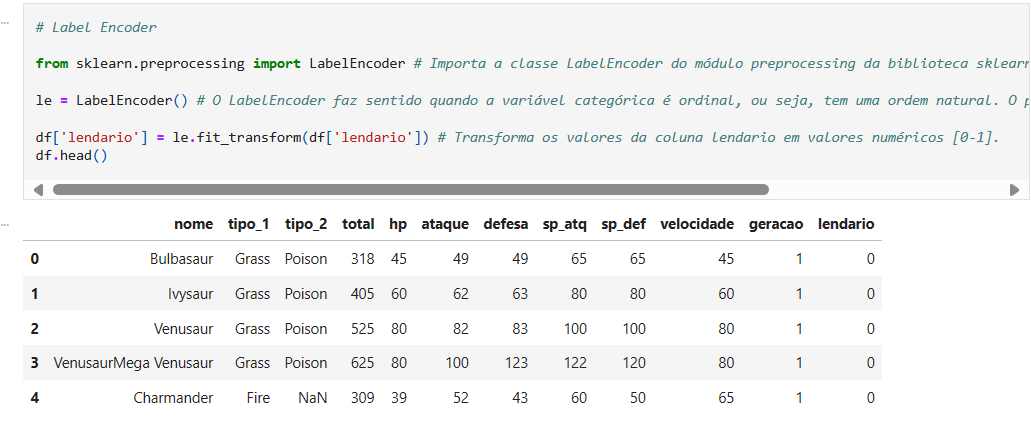 # Label Encoder
from sklearn.preprocessing import LabelEncoder # Importa a classe LabelEncoder do módulo preprocessing da biblioteca sklearn
le = LabelEncoder() # O LabelEncoder faz sentido quando a variável categórica é ordinal, ou seja, tem uma ordem natural. O
df['lendario'] = le.fit_transform(df['lendario']) # Transforma os valores da coluna lendario em valores numéricos [0-1].
df.head()
nome tipo_1 tipo_2 total hp ataque defesa sp_atq sp_def velocidade geracao lendario
0 Bulbasaur Grass Poison 318 45 49 49 65 65 45 1 0
1 Ivysaur Grass Poison 405 60 62 63 80 80 60 1 0
2 Venusaur Grass Poison 525 80 82 83 100 100 80 1 0
3 VenusaurMega Venusaur Grass Poison 625 80 100 123 122 120 80 1 0
4 Charmander Fire NaN 309 39 52 43 60 50 65 1 0